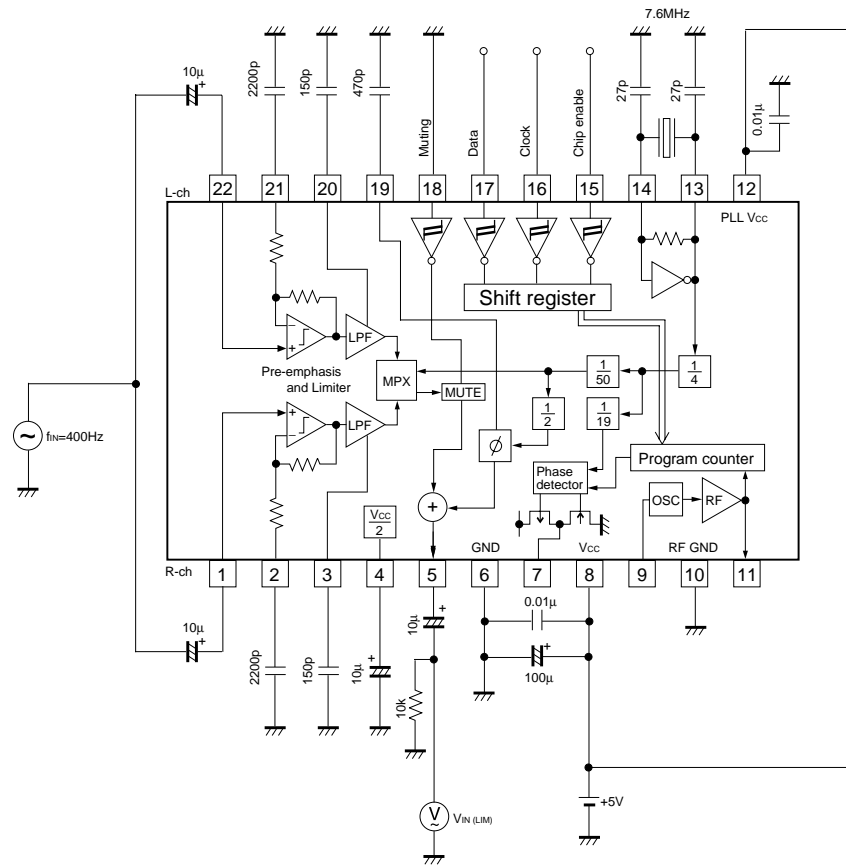 7.6MHz
10μ
+
2200p
150p
470p
Muting
Data
Clock
Chip enable
27p
27p
0.01μ
L-ch
22
21
20
19
18
17
16
15
14
13
12
PLL VCC
Shift register
−
+
LPF
Pre-emphasis
and Limiter
MPX
MUTE
1
50
1
4
1
2
1
19
fIN=400Hz
~
+
−
LPF
ϕ
Phase
detector
Program counter
OSC
RF
+
VCC
2
GND
VCC
RF GND
R-ch
1
2
3
4
5
6
7
8
9
10
11
10μ
+
2200p
150p
10μ
+
10μ
+
10k
0.01μ
+
100μ
V
~
VIN (LIM)
+5V